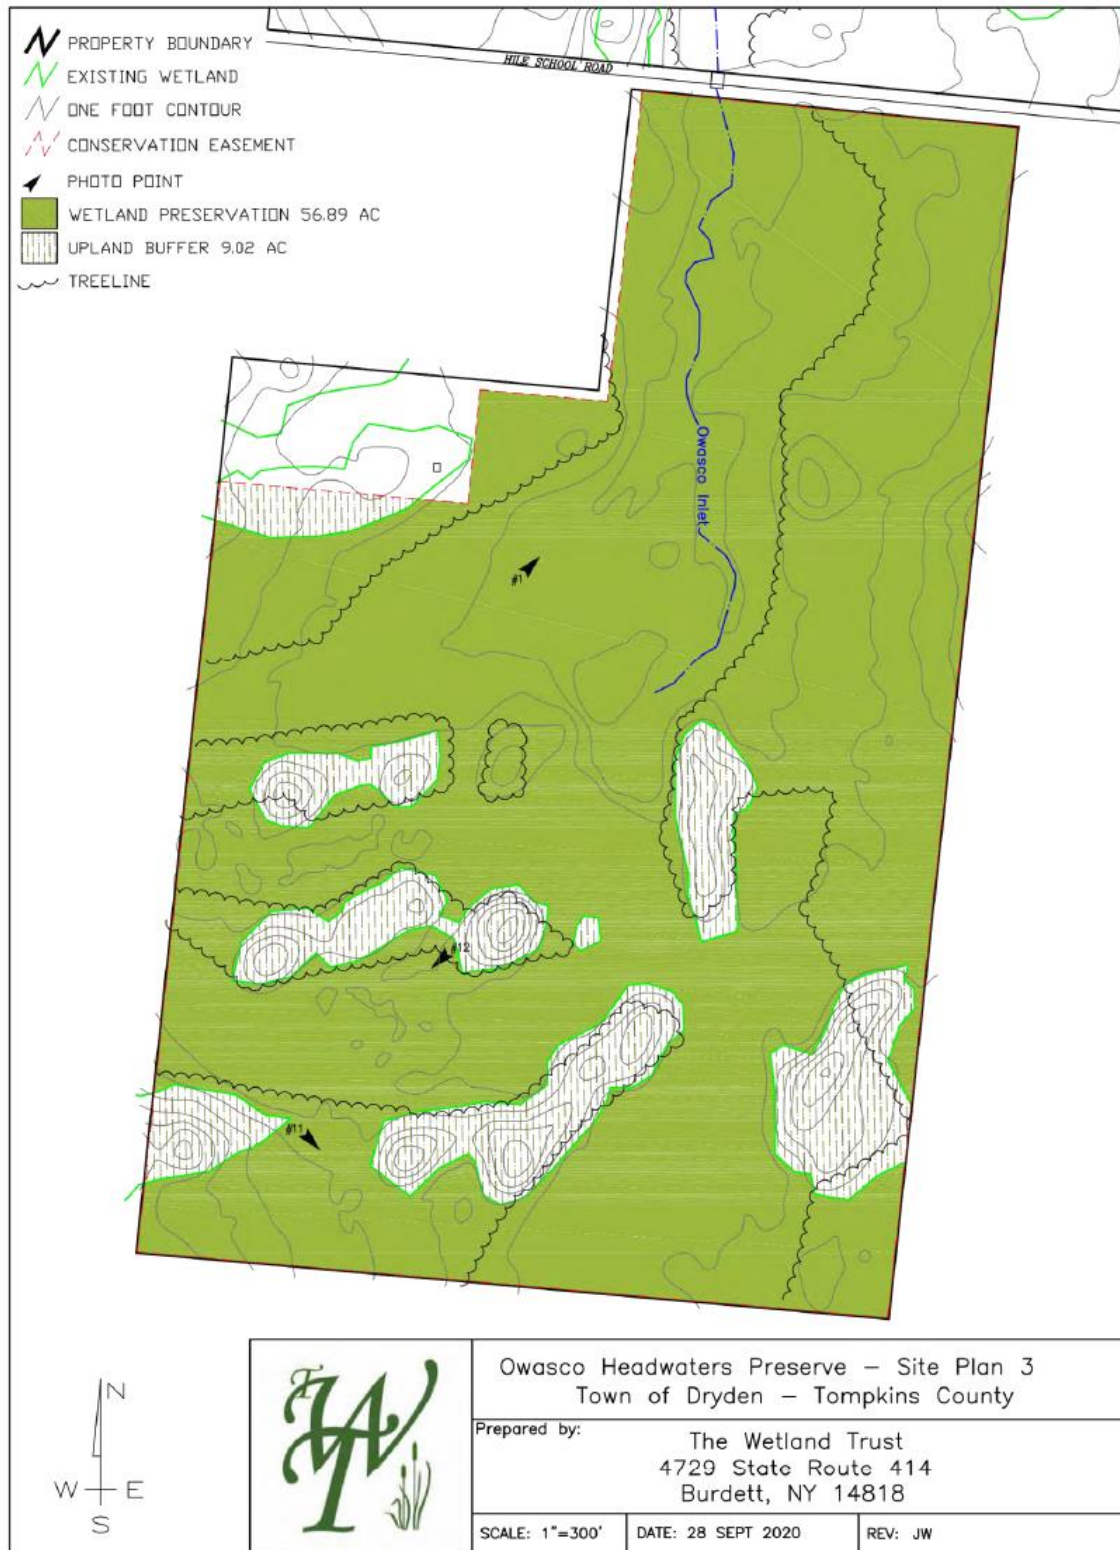 PROPERTY BOUNDARY
EXISTING WETLAND
ONE FOOT CONTOUR
CONSERVATION EASEMENT
PHOTO POINT
WETLAND PRESERVATION 56.89 AC
UPLAND BUFFER 9.02 AC
TREELINE
HILE SCHOOL ROAD
Owasco Inlet
#1
#12
#11
N
W E
S
TWT
Owasco Headwaters Preserve – Site Plan 3
Town of Dryden – Tompkins County
Prepared by:
The Wetland Trust
4729 State Route 414
Burdett, NY 14818
SCALE: 1"=300'
DATE: 28 SEPT 2020
REV: JW